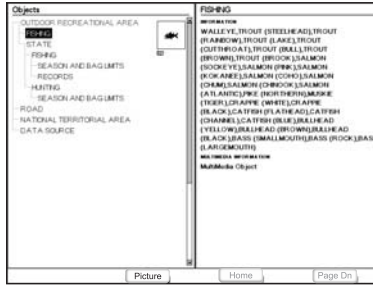 Objects
OUTDOOR RECREATIONAL AREA
FISHNG
STATE
FISHNG
SEASON AND BAG LIMITS
RECORDS
HUNTING
SEASON AND BAG LIMITS
ROAD
NATIONAL TERRITORIAL AREA
DATA SOURCE
FISHING
INFORMATION
WALLEYE,TROUT (STEELHEAD),TROUT
(RAINBOW),TROUT (LAKE),TROUT
(CUTTHROAT),TROUT (BULL),TROUT
(BROWN),TROUT (BROOK),SALMON
(SOCKEYE),SALMON (PINK),SALMON
(KOKANEE),SALMON (COHO),SALMON
(CHUM),SALMON (CHINOOK),SALMON
(ATLANTIC),PIKE (NORTHERN),MUSKIE
(TIGER),CRAPPIE (WHITE),CRAPPIE
(BLACK),CATFISH (FLATHEAD),CATFISH
(CHANNEL),CATFISH (BLUE),BULLHEAD
(YELLOW),BULLHEAD (BROWN),BULLHEAD
(BLACK),BASS (SMALLMOUTH),BASS (ROCK),BASS
(LARGEMOUTH)
MULTIMEDIA INFORMATION
MultiMedia Object
Picture
Home
Page Dn